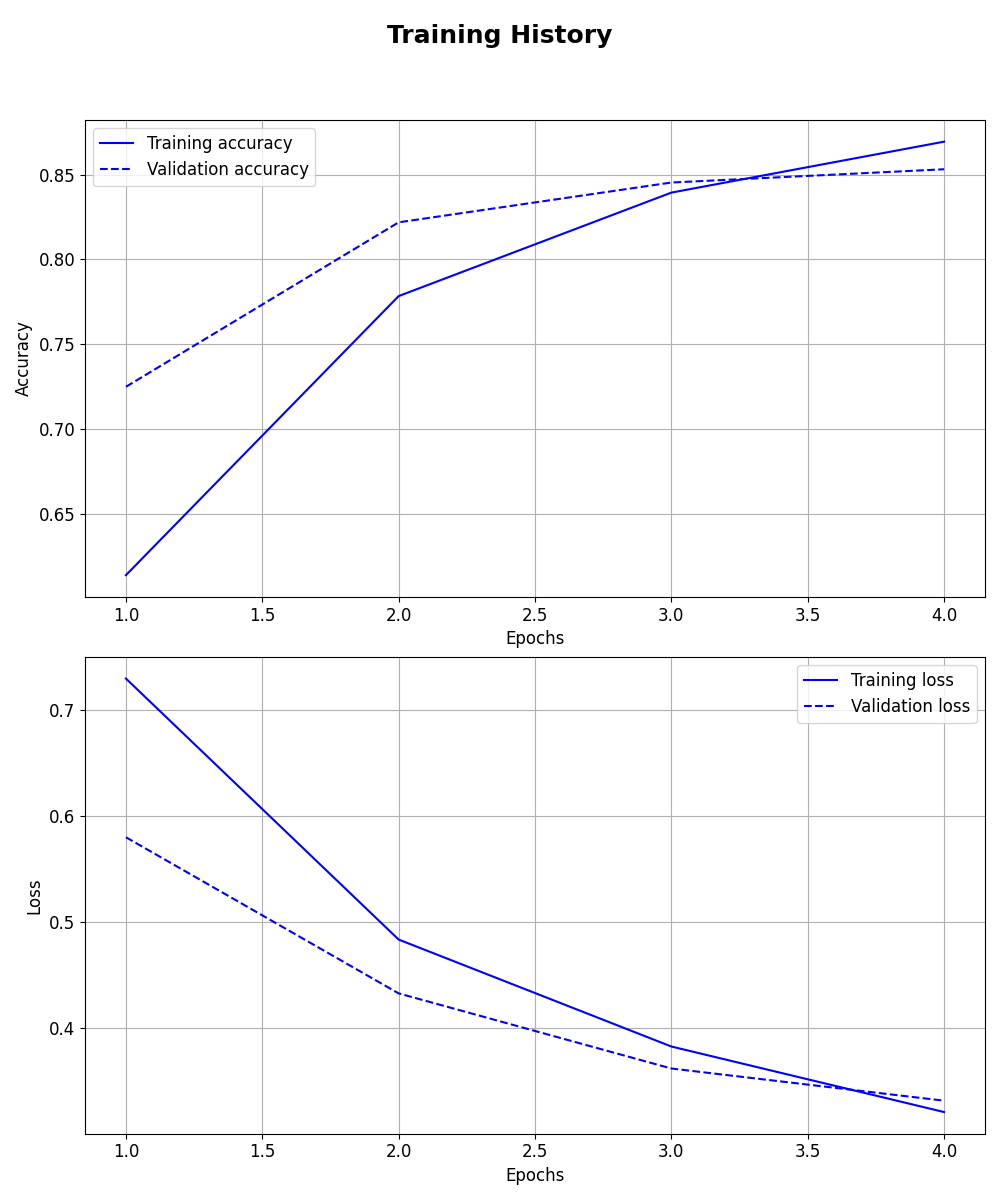 Training History
Training accuracy
Validation accuracy
0.85
0.80
0.75
0.70
0.65
Accuracy
1.0 1.5 2.0 2.5 3.0 3.5 4.0
Epochs
Training loss
Validation loss
0.7
0.6
0.5
0.4
Loss
1.0 1.5 2.0 2.5 3.0 3.5 4.0
Epochs